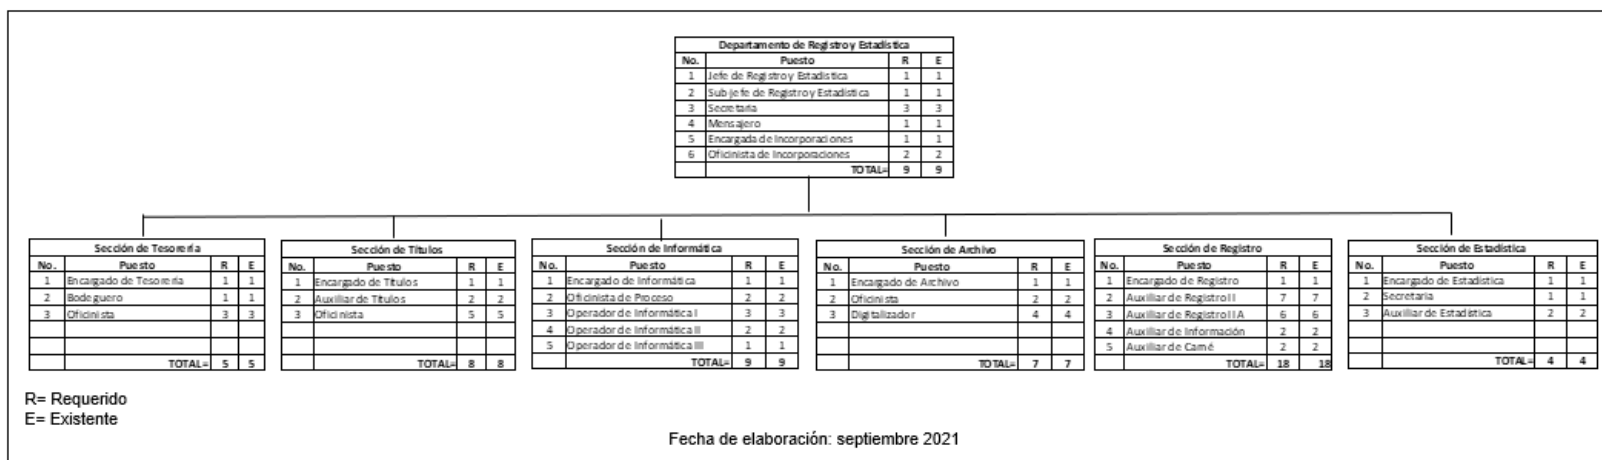 Departamento de Registro y Estadística
No. Puesto R E
1 Jefe de Registro y Estadística 1 1
2 Subjefe de Registro y Estadística 1 1
3 Secretaria 3 3
4 Mensajero 1 1
5 Encargada de Incorporaciones 1 1
6 Oficinista de Incorporaciones 2 2
TOTAL= 9 9
Sección de Tesorería
No. Puesto R E
1 Encargado de Tesorería 1 1
2 Bodeguero 1 1
3 Oficinista 3 3
TOTAL= 5 5
Sección de Títulos
No. Puesto R E
1 Encargado de Títulos 1 1
2 Auxiliar de Títulos 2 2
3 Oficinista 5 5
TOTAL= 8 8
Sección de Informática
No. Puesto R E
1 Encargado de Informática 1 1
2 Oficinista de Proceso 2 2
3 Operador de Informática I 3 3
4 Operador de Informática II 2 2
5 Operador de Informática III 1 1
TOTAL= 9 9
Sección de Archivo
No. Puesto R E
1 Encargado de Archivo 1 1
2 Oficinista 2 2
3 Digitalizador 4 4
TOTAL= 7 7
Sección de Registro
No. Puesto R E
1 Encargado de Registro 1 1
2 Auxiliar de Registro II 7 7
3 Auxiliar de Registro II A 6 6
4 Auxiliar de Información 2 2
5 Auxiliar de Carné 2 2
TOTAL= 18 18
Sección de Estadística
No. Puesto R E
1 Encargado de Estadística 1 1
2 Secretaria 1 1
3 Auxiliar de Estadística 2 2
TOTAL= 4 4
R= Requerido
E= Existente
Fecha de elaboración: septiembre 2021